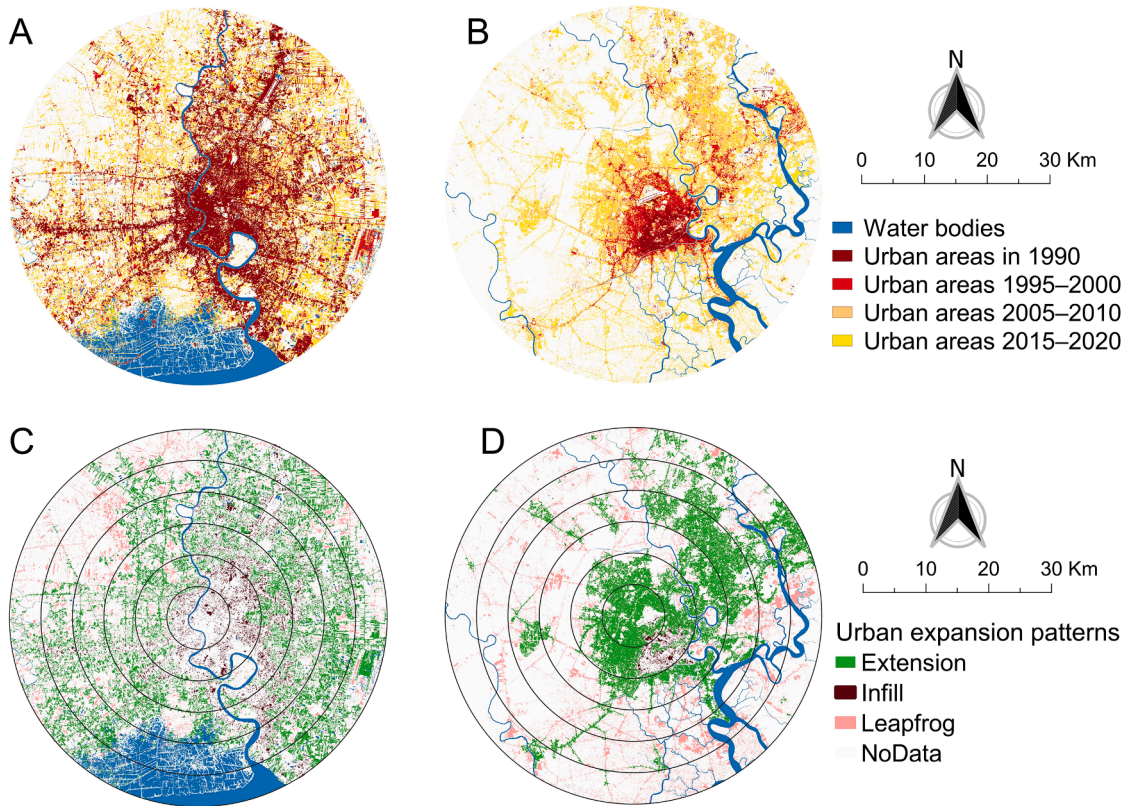 A
B
N
0 10 20 30 Km
Water bodies
Urban areas in 1990
Urban areas 1995–2000
Urban areas 2005–2010
Urban areas 2015–2020
C
D
N
0 10 20 30 Km
Urban expansion patterns
Extension
Infill
Leapfrog
NoData